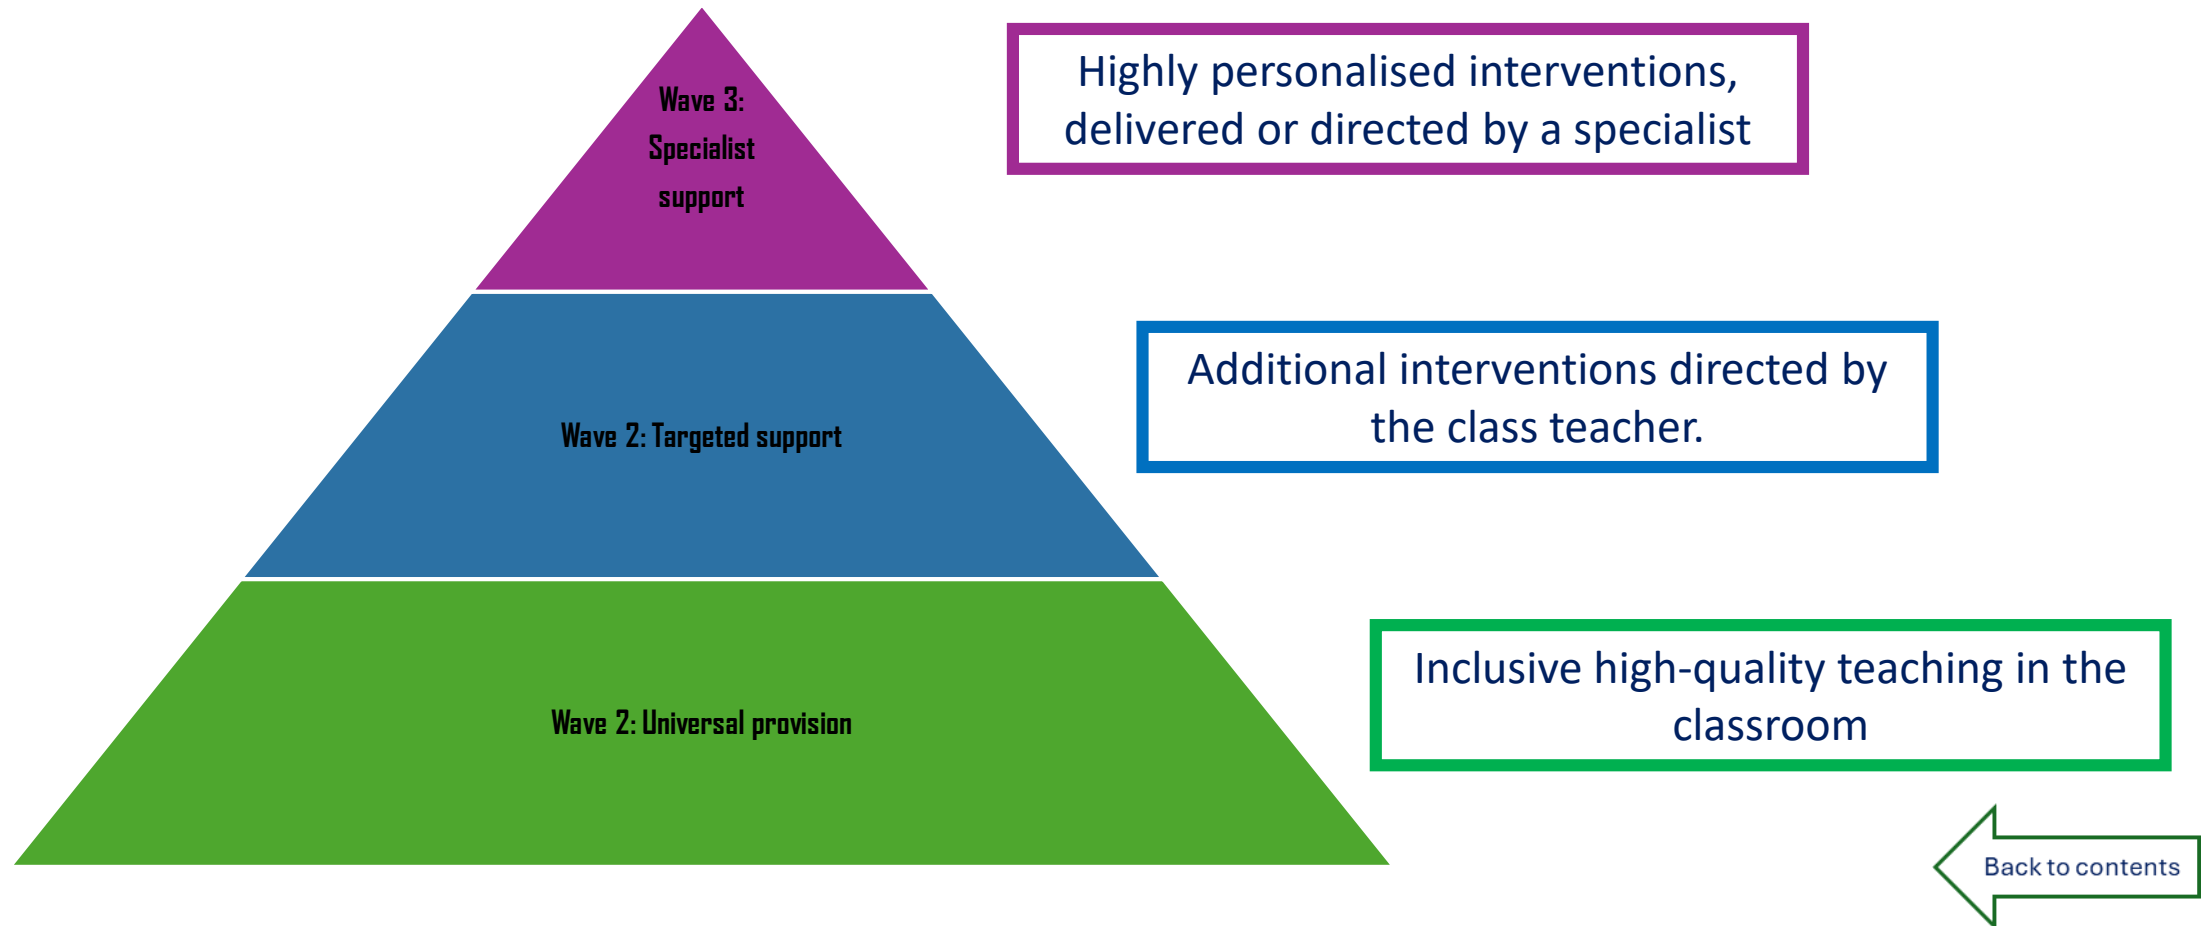 Wave 3:
Specialist
support
Highly personalised interventions,
delivered or directed by a specialist
Wave 2: Targeted support
Additional interventions directed by
the class teacher.
Wave 2: Universal provision
Inclusive high-quality teaching in the
classroom
Back to contents